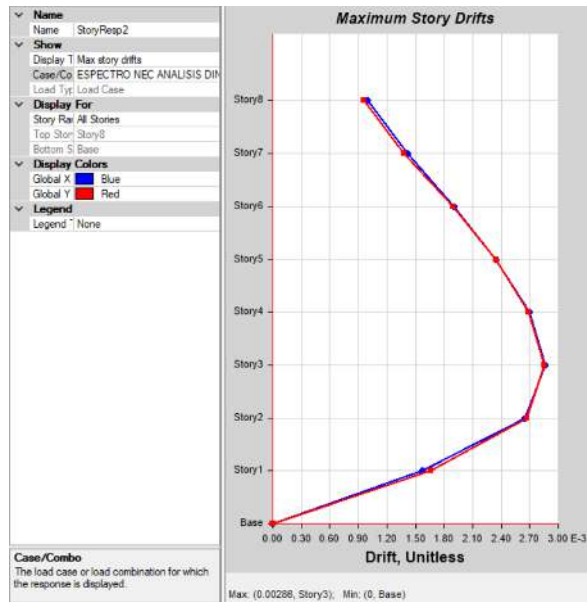 Name
Name StoryResp2
Show
Display T Max story drifts
Case/Co ESPECTRO NEC ANALISIS DIN
Load Typ Load Case
Display For
Story Rar All Stories
Top Stor Story8
Bottom S Base
Display Colors
Global X Blue
Global Y Red
Legend
Legend T None
Case/Combo
The load case or load combination for which
the response is displayed.
Maximum Story Drifts
Story8
Story7
Story6
Story5
Story4
Story3
Story2
Story1
Base
0.00 0.30 0.60 0.90 1.20 1.50 1.80 2.10 2.40 2.70 3.00 E-3
Drift, Unitless
Max: (0.00286, Story3); Min: (0, Base)